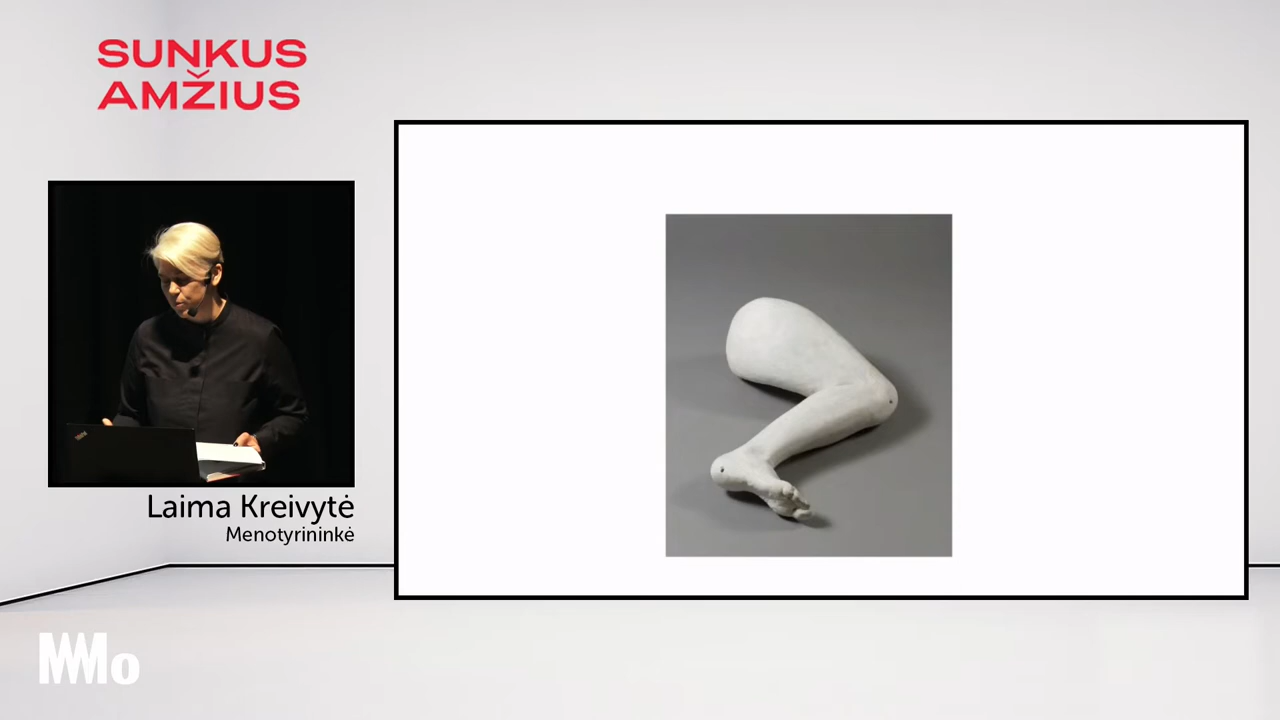 SUNKUS
AMŽIUS
Laima Kreivytė
Menotyrininkė
MMo